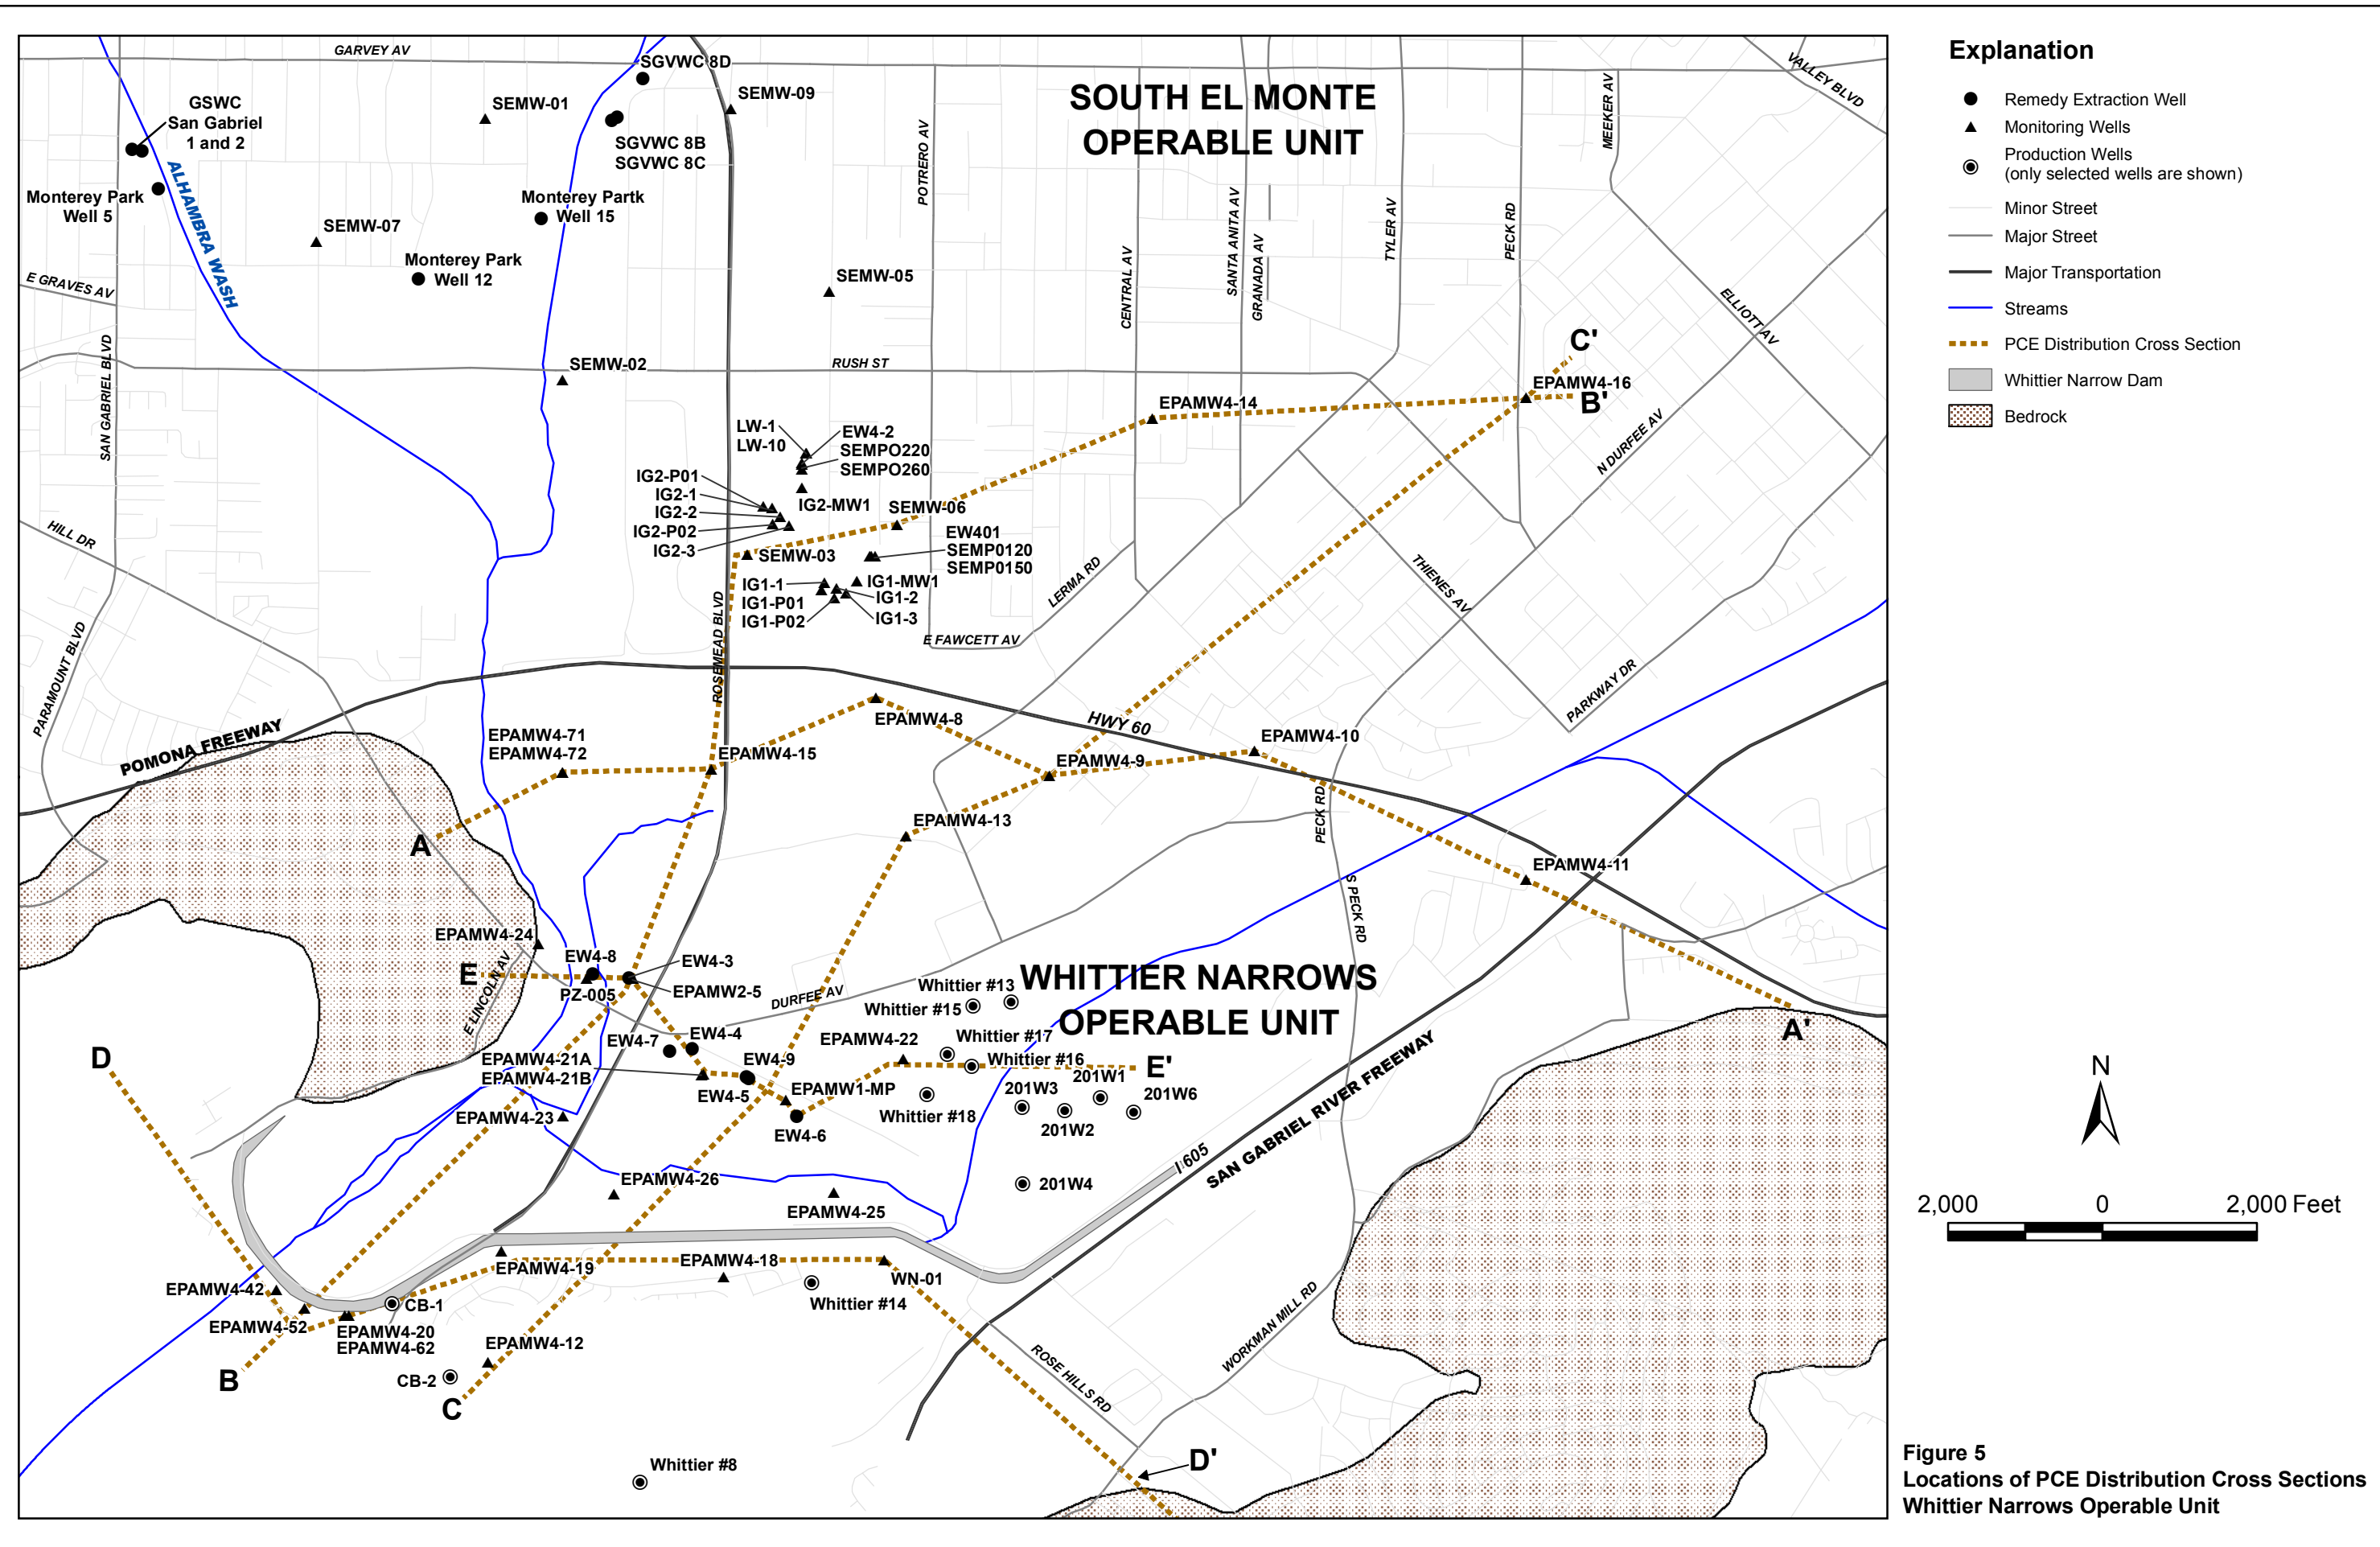 GARVEY AV
SGVWC 8D
GSWC
San Gabriel
1 and 2
SEMW-01
SEMW-09
SOUTH EL MONTE
OPERABLE UNIT
SGVWC 8B
SGVWC 8C
POTRERO AV
MEEKER AV
VALLEY BLVD
ALHAMBRA WASH
Monterey Park
Well 5
Monterey Partk
Well 15
SEMW-07
Monterey Park
Well 12
SEMW-05
E GRAVES AV
CENTRAL AV
SANTA ANITA AV
GRANADA AV
TYLER AV
PECK RD
ELLIOTT AV
SAN GABRIEL BLVD
SEMW-02
RUSH ST
C'
EPAMW4-16
B'
EPAMW4-14
N DURFEE AV
LW-1
LW-10
EW4-2
SEMPO220
SEMPO260
IG2-P01
IG2-1
IG2-2
IG2-P02
IG2-3
IG2-MW1
SEMW-06
HILL DR
SEMW-03
EW401
SEMP0120
SEMP0150
IG1-1
IG1-P01
IG1-P02
IG1-MW1
IG1-2
IG1-3
LERMA RD
E FAWCETT AV
THIENES AV
PARAMOUNT BLVD
ROSEMEAD BLVD
PARKWAY DR
POMONA FREEWAY
EPAMW4-71
EPAMW4-72
EPAMW4-15
EPAMW4-8
HWY 60
EPAMW4-9
EPAMW4-10
A
EPAMW4-13
PECK RD
EPAMW4-11
S PECK RD
EPAMW4-24
E
E LINCOLN AV
EW4-8
PZ-005
EW4-3
EPAMW2-5
DURFEE AV
Whittier #13
Whittier #15
WHITTIER NARROWS
OPERABLE UNIT
A'
EW4-7
EW4-4
EPAMW4-22
Whittier #17
Whittier #16
E'
D
EPAMW4-21A
EPAMW4-21B
EW4-9
EW4-5
EPAMW1-MP
EW4-6
Whittier #18
201W3
201W1
201W6
201W2
EPAMW4-23
SAN GABRIEL RIVER FREEWAY
I 605
EPAMW4-26
EPAMW4-25
201W4
EPAMW4-42
EPAMW4-52
EPAMW4-20
EPAMW4-62
CB-1
EPAMW4-19
EPAMW4-18
Whittier #14
WN-01
EPAMW4-12
B
CB-2
C
ROSE HILLS RD
WORKMAN MILL RD
Whittier #8
D'
Explanation
Remedy Extraction Well
Monitoring Wells
Production Wells
(only selected wells are shown)
Minor Street
Major Street
Major Transportation
Streams
PCE Distribution Cross Section
Whittier Narrow Dam
Bedrock
N
2,000 0 2,000 Feet
Figure 5
Locations of PCE Distribution Cross Sections
Whittier Narrows Operable Unit